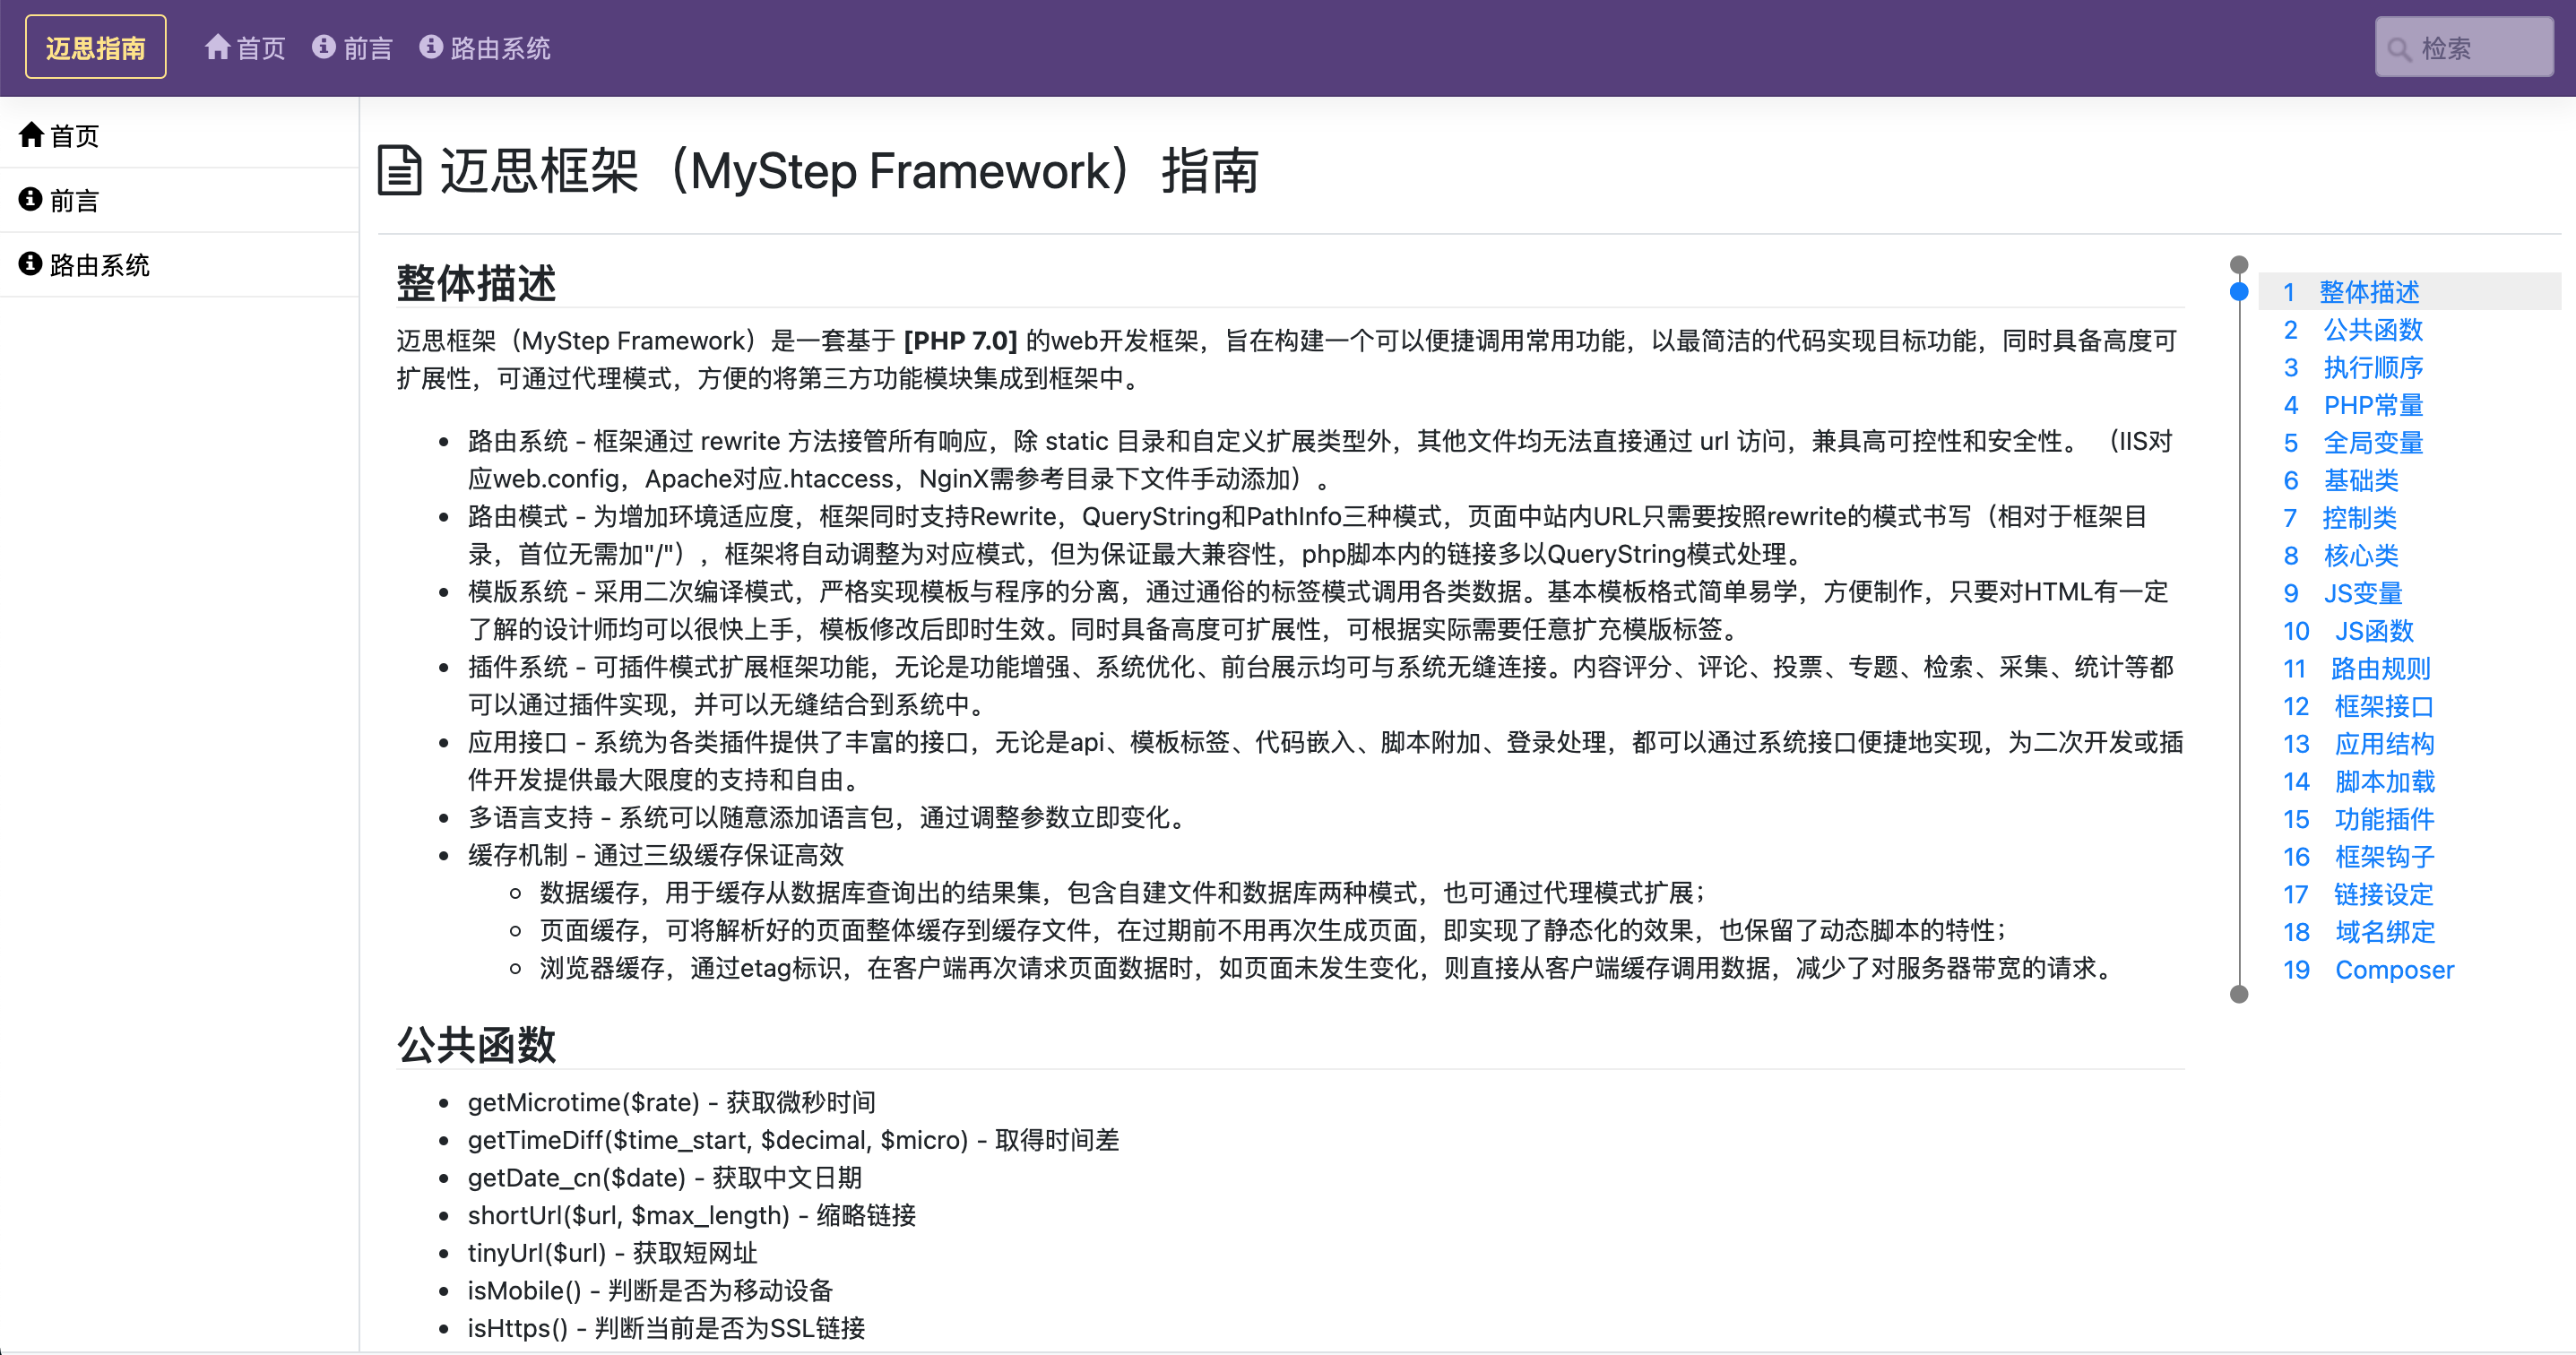 迈思指南 首页 前言 路由系统 检索
首页
前言
路由系统
迈思框架（MyStep Framework）指南
整体描述
迈思框架（MyStep Framework）是一套基于 [PHP 7.0] 的web开发框架，旨在构建一个可以便捷调用常用功能，以最简洁的代码实现目标功能，同时具备高度可
扩展性，可通过代理模式，方便的将第三方功能模块集成到框架中。
路由系统 - 框架通过 rewrite 方法接管所有响应，除 static 目录和自定义扩展类型外，其他文件均无法直接通过 url 访问，兼具高可控性和安全性。 （IIS对
应web.config，Apache对应.htaccess，NginX需参考目录下文件手动添加）。
路由模式 - 为增加环境适应度，框架同时支持Rewrite，QueryString和PathInfo三种模式，页面中站内URL只需要按照rewrite的模式书写（相对于框架目
录，首位无需加"/"），框架将自动调整为对应模式，但为保证最大兼容性，php脚本内的链接多以QueryString模式处理。
模版系统 - 采用二次编译模式，严格实现模板与程序的分离，通过通俗的标签模式调用各类数据。基本模板格式简单易学，方便制作，只要对HTML有一定
了解的设计师均可以很快上手，模板修改后即时生效。同时具备高度可扩展性，可根据实际需要任意扩充模版标签。
插件系统 - 可插件模式扩展框架功能，无论是功能增强、系统优化、前台展示均可与系统无缝连接。内容评分、评论、投票、专题、检索、采集、统计等都
可以通过插件实现，并可以无缝结合到系统中。
应用接口 - 系统为各类插件提供了丰富的接口，无论是api、模板标签、代码嵌入、脚本附加、登录处理，都可以通过系统接口便捷地实现，为二次开发或插
件开发提供最大限度的支持和自由。
多语言支持 - 系统可以随意添加语言包，通过调整参数立即变化。
缓存机制 - 通过三级缓存保证高效
数据缓存，用于缓存从数据库查询出的结果集，包含自建文件和数据库两种模式，也可通过代理模式扩展；
页面缓存，可将解析好的页面整体缓存到缓存文件，在过期前不用再次生成页面，即实现了静态化的效果，也保留了动态脚本的特性；
浏览器缓存，通过etag标识，在客户端再次请求页面数据时，如页面未发生变化，则直接从客户端缓存调用数据，减少了对服务器带宽的请求。
公共函数
getMicrotime($rate) - 获取微秒时间
getTimeDiff($time_start, $decimal, $micro) - 取得时间差
getDate_cn($date) - 获取中文日期
shortUrl($url, $max_length) - 缩略链接
tinyUrl($url) - 获取短网址
isMobile() - 判断是否为移动设备
isHttps() - 判断当前是否为SSL链接
1 整体描述
2 公共函数
3 执行顺序
4 PHP常量
5 全局变量
6 基础类
7 控制类
8 核心类
9 JS变量
10 JS函数
11 路由规则
12 框架接口
13 应用结构
14 脚本加载
15 功能插件
16 框架钩子
17 链接设定
18 域名绑定
19 Composer